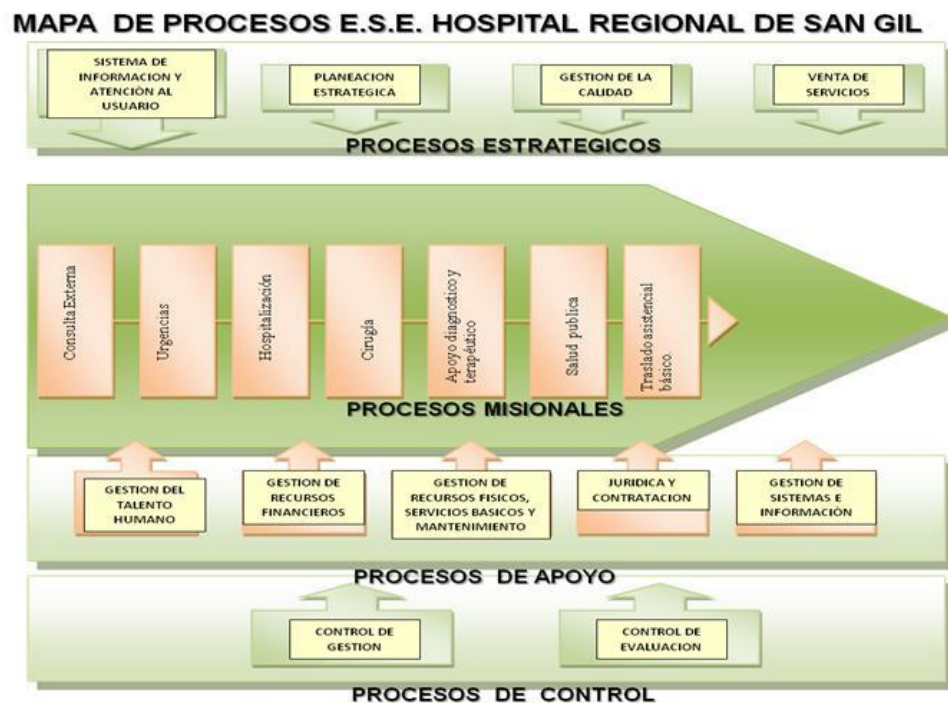 MAPA DE PROCESOS E.S.E. HOSPITAL REGIONAL DE SAN GIL
SISTEMA DE
INFORMACION Y
ATENCIÓN AL
USUARIO
PLANEACION
ESTRATEGICA
GESTION DE LA
CALIDAD
VENTA DE
SERVICIOS
PROCESOS ESTRATEGICOS
Consulta Externa
Urgencias
Hospitalización
Cirugía
Apoyo diagnostico y
terapéutico
Salud publica
Traslado asistencial
básico.
PROCESOS MISIONALES
GESTION DEL
TALENTO
HUMANO
GESTION DE
RECURSOS
FINANCIEROS
GESTION DE
RECURSOS FISICOS,
SERVICIOS BASICOS Y
MANTENIMIENTO
JURIDICA Y
CONTRATACION
GESTION DE
SISTEMAS E
INFORMACIÒN
PROCESOS DE APOYO
CONTROL DE
GESTION
CONTROL DE
EVALUACION
PROCESOS DE CONTROL